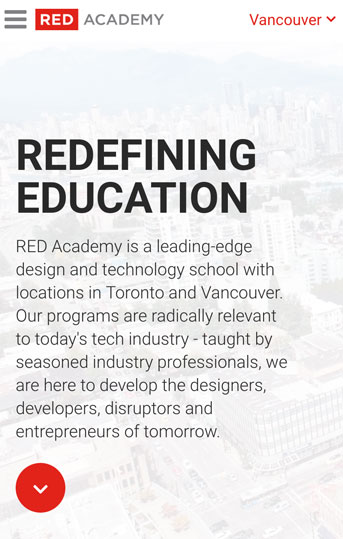 RED ACADEMY
Vancouver
REDEFINING
EDUCATION
RED Academy is a leading-edge
design and technology school with
locations in Toronto and Vancouver.
Our programs are radically relevant
to today's tech industry - taught by
seasoned industry professionals, we
are here to develop the designers,
developers, disruptors and
entrepreneurs of tomorrow.